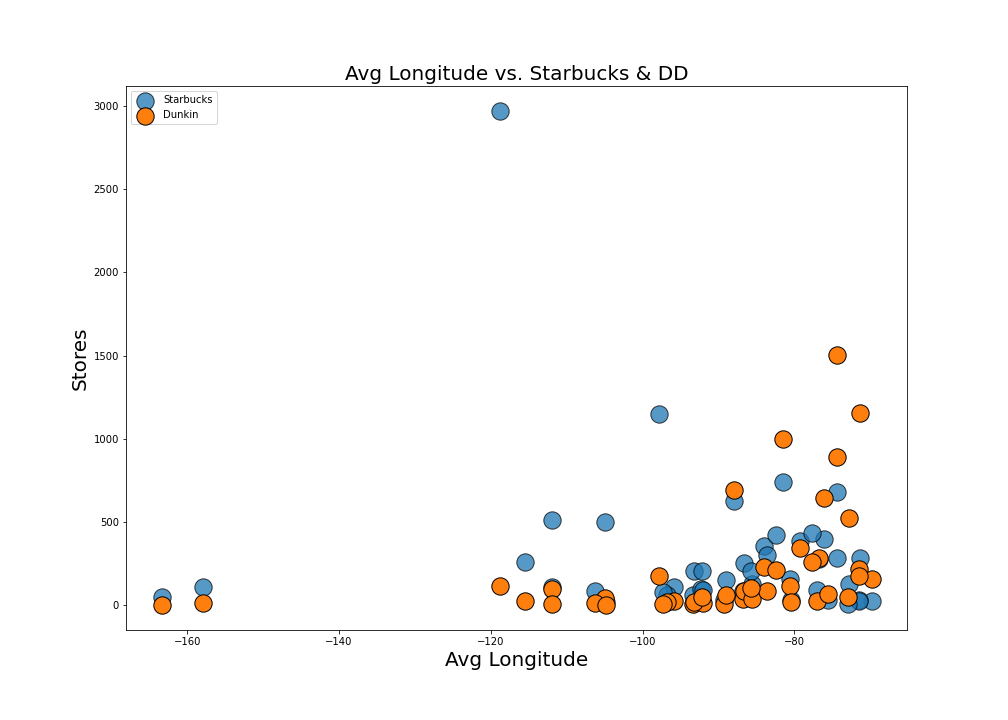 Avg Longitude vs. Starbucks & DD
Starbucks
Dunkin
3000
2500
2000
1500
1000
500
0
Stores
−160
−140
−120
−100
−80
Avg Longitude